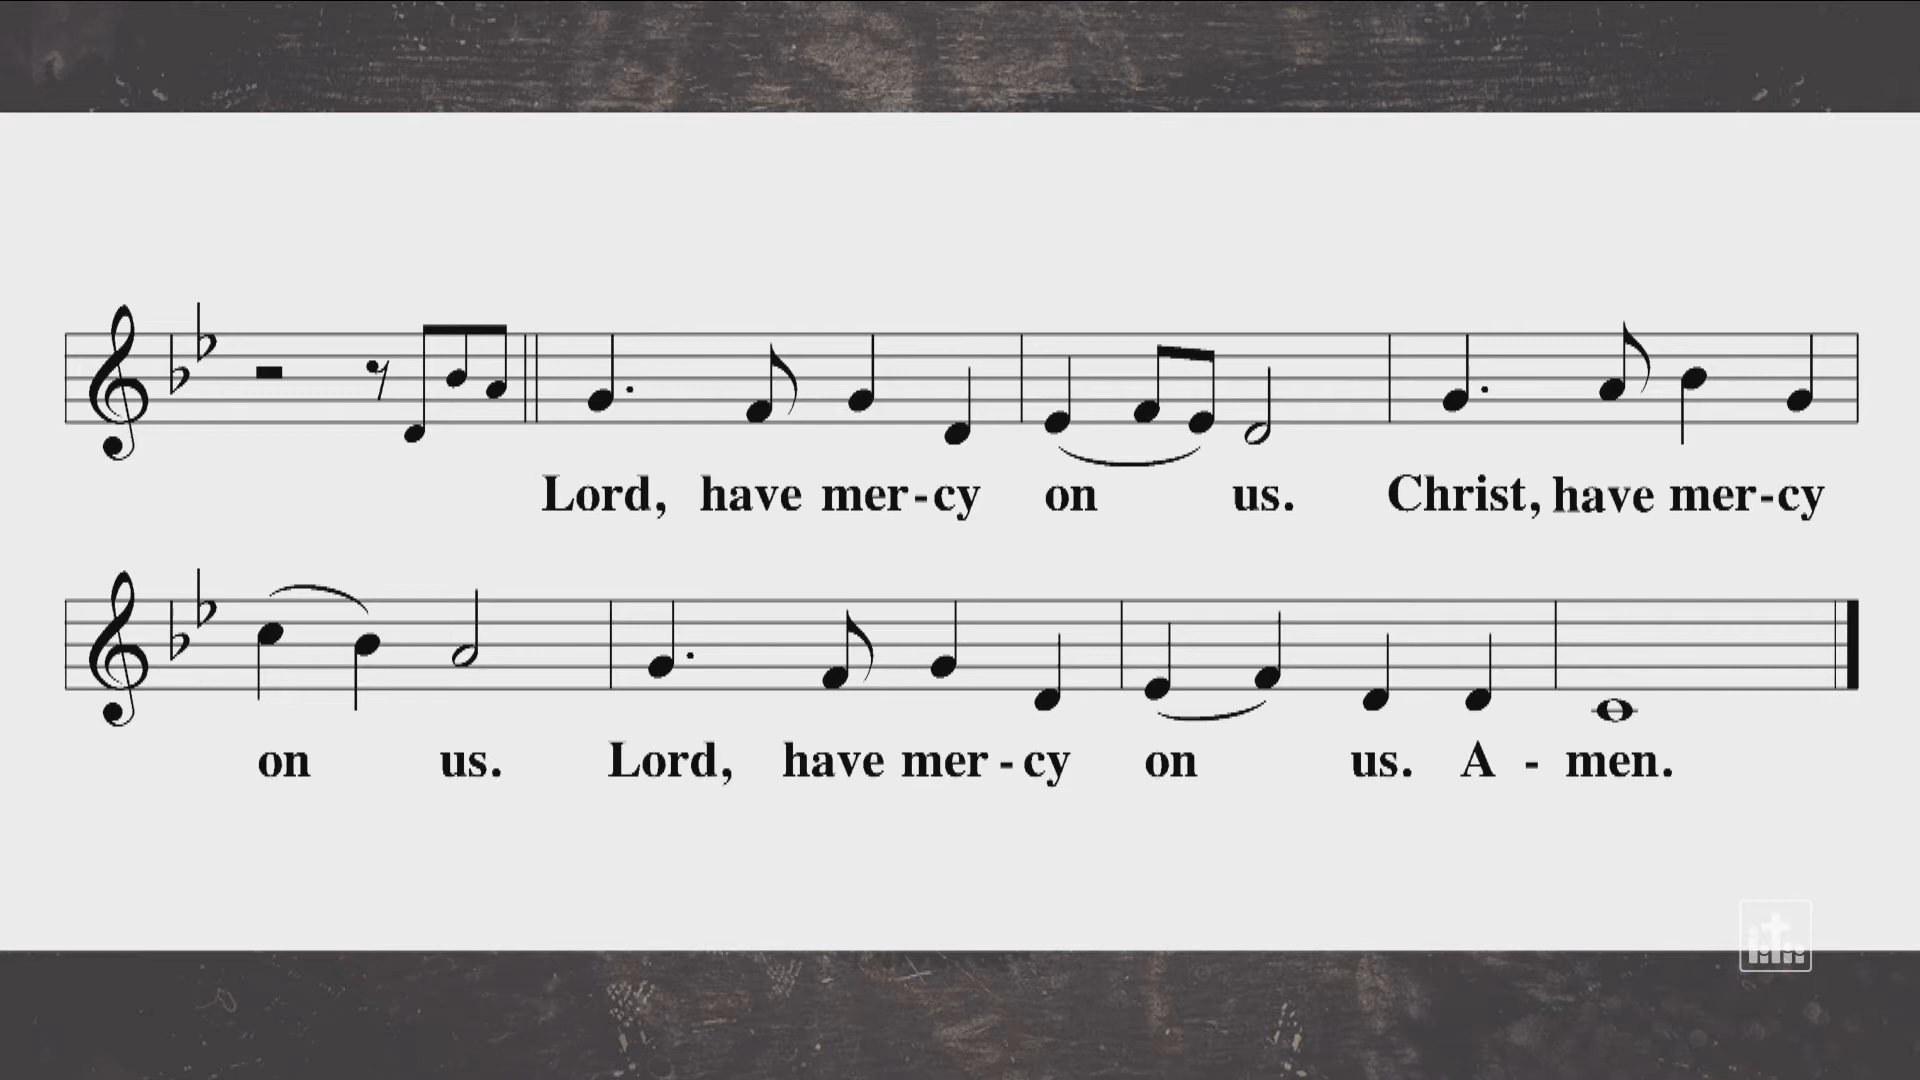 Lord, have mer-cy on us. Christ, have mer-cy
on us. Lord, have mer - cy on us. A - men.